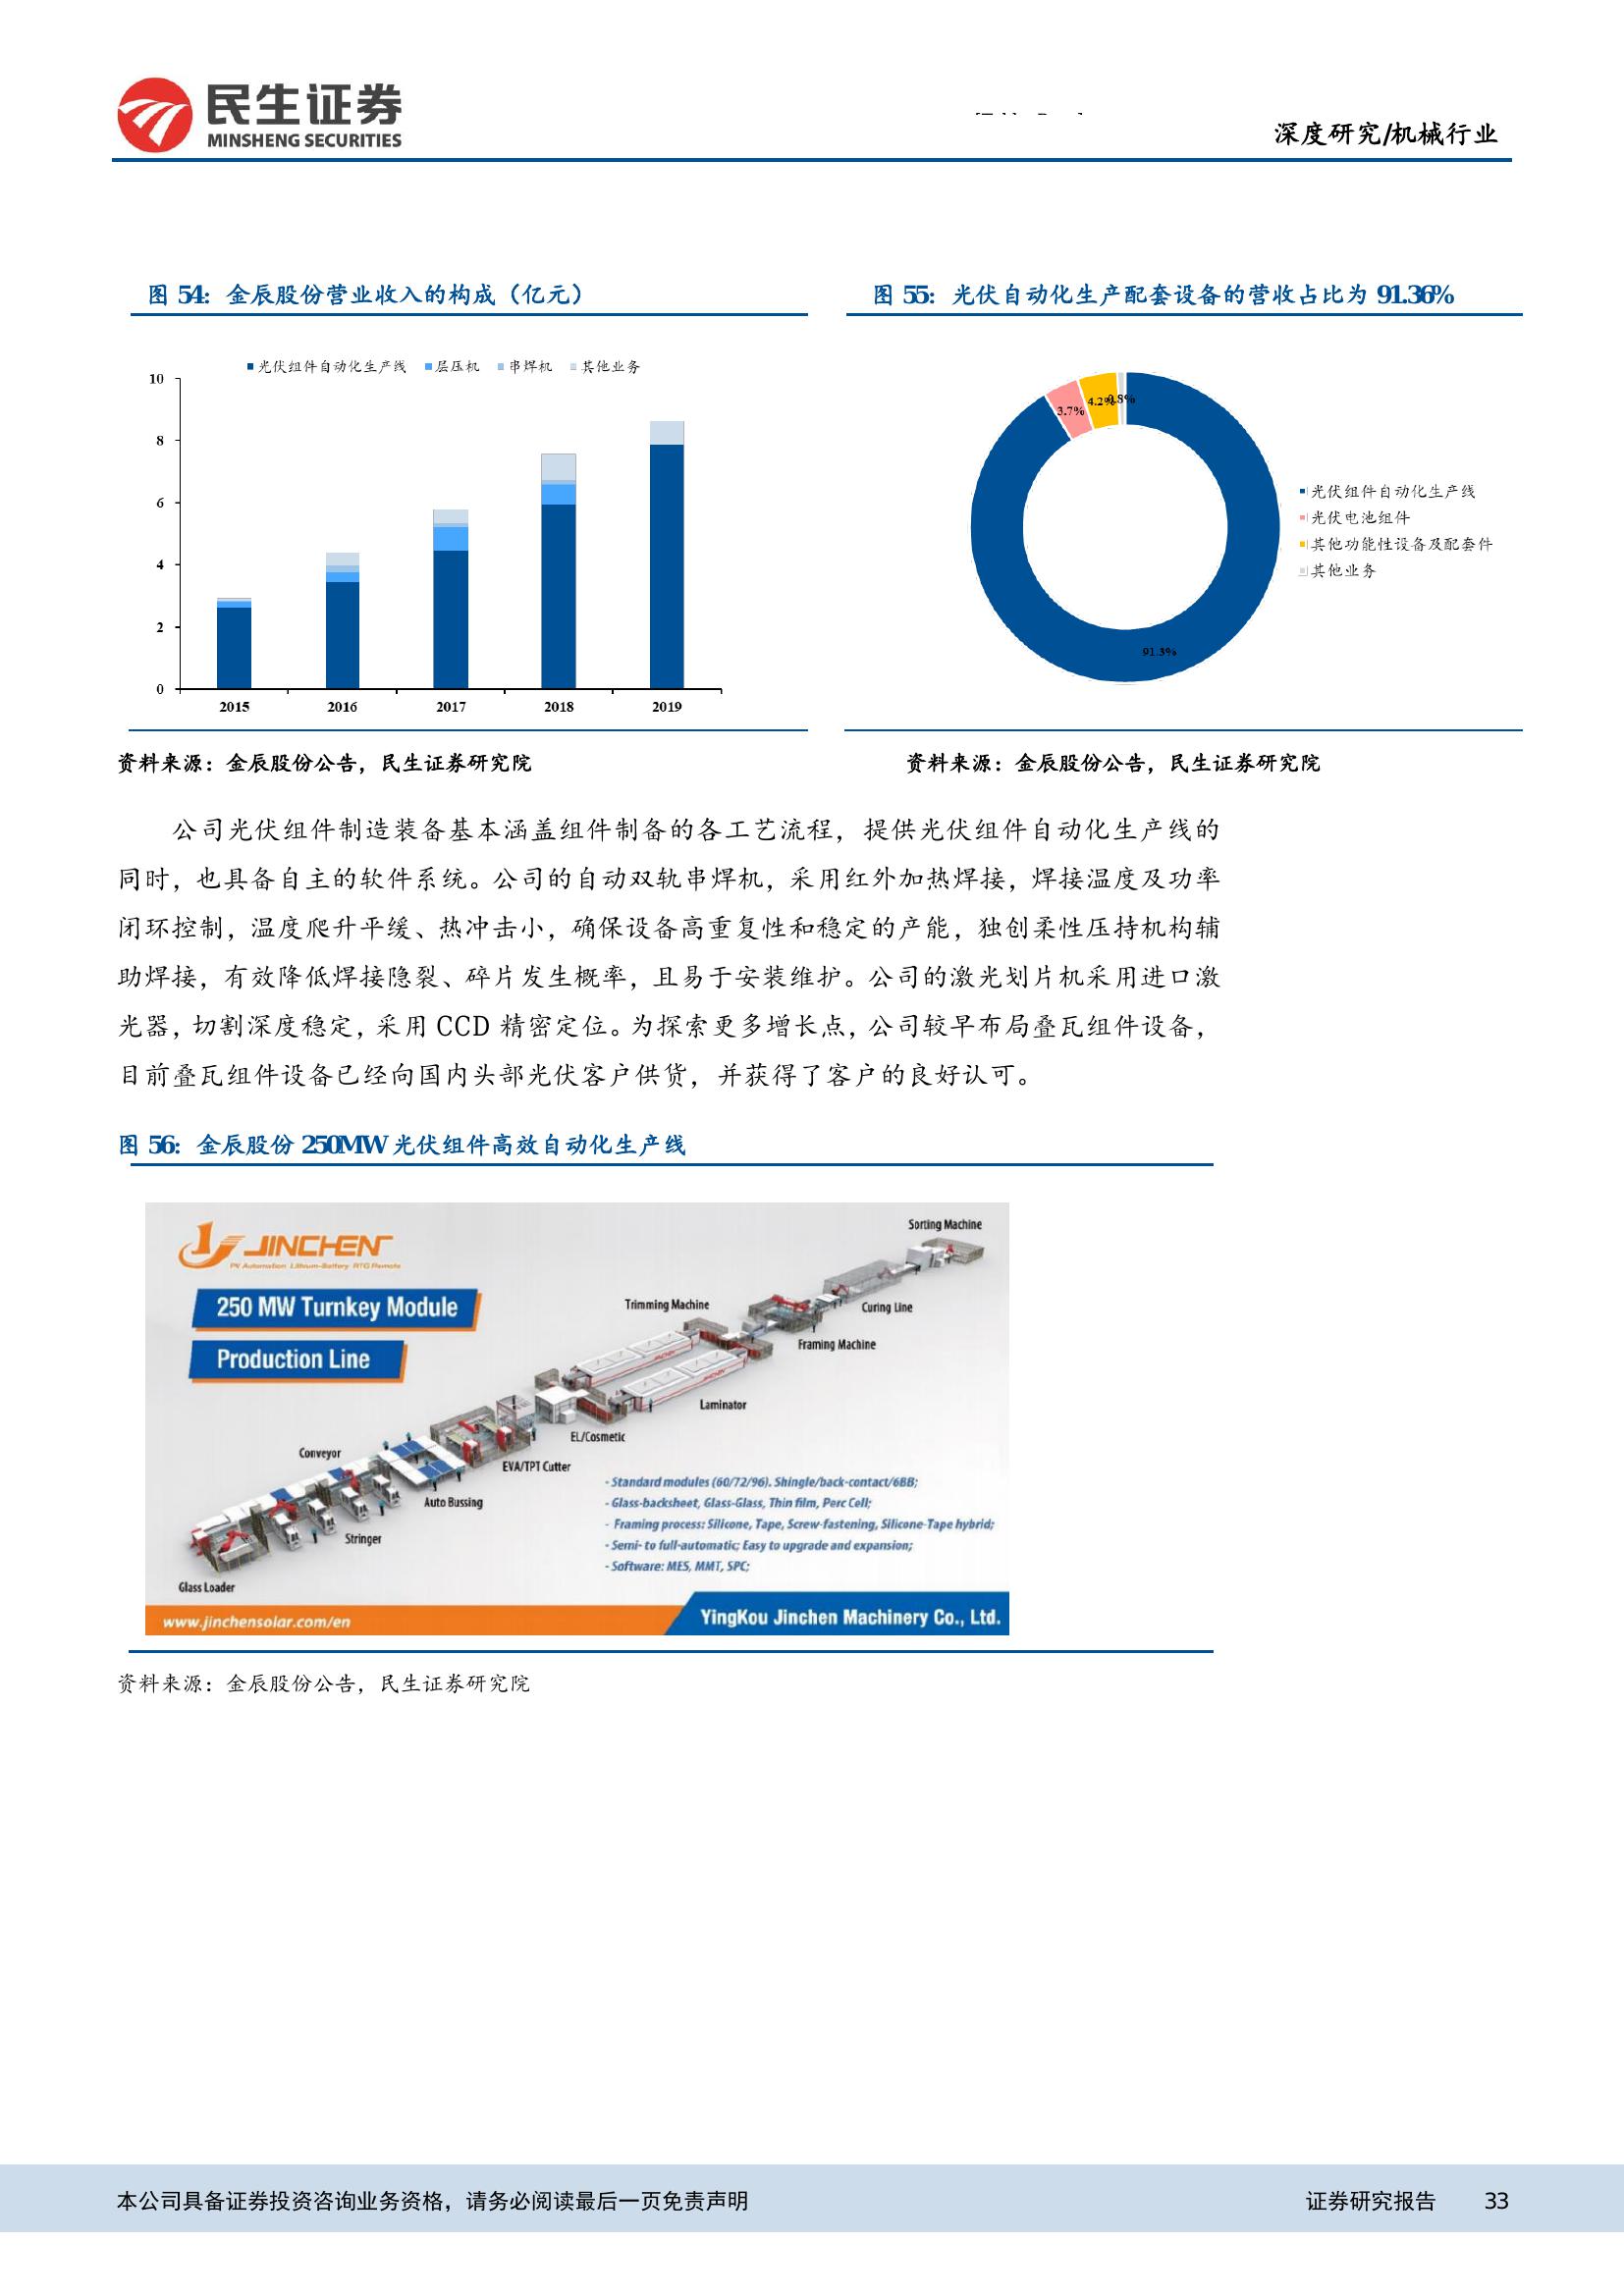 民生证券
MINSHENG SECURITIES
深度研究/机械行业
图 54：金辰股份营业收入的构成（亿元）
光伏组件自动化生产线 层压机 串焊机 其他业务
10
8
6
4
2
0
2015 2016 2017 2018 2019
资料来源：金辰股份公告，民生证券研究院
图 55：光伏自动化生产配套设备的营收占比为 91.36%
3.7%
4.2%
0.8%
91.3%
光伏组件自动化生产线
光伏电池组件
其他功能性设备及配套件
其他业务
资料来源：金辰股份公告，民生证券研究院
公司光伏组件制造装备基本涵盖组件制备的各工艺流程，提供光伏组件自动化生产线的
同时，也具备自主的软件系统。公司的自动双轨串焊机，采用红外加热焊接，焊接温度及功率
闭环控制，温度爬升平缓、热冲击小，确保设备高重复性和稳定的产能，独创柔性压持机构辅
助焊接，有效降低焊接隐裂、碎片发生概率，且易于安装维护。公司的激光划片机采用进口激
光器，切割深度稳定，采用 CCD 精密定位。为探索更多增长点，公司较早布局叠瓦组件设备，
目前叠瓦组件设备已经向国内头部光伏客户供货，并获得了客户的良好认可。
图 56：金辰股份 250MW 光伏组件高效自动化生产线
JINCHEN
PV Automation Lithium-Battery RTG Remote
250 MW Turnkey Module
Production Line
Sorting Machine
Curing Line
Trimming Machine
Framing Machine
Laminator
EL/Cosmetic
EVA/TPT Cutter
Conveyor
Auto Bussing
Stringer
Glass Loader
- Standard modules (60/72/96). Shingle/back-contact/6BB;
- Glass-backsheet, Glass-Glass, Thin film, Perc Cell;
- Framing process: Silicone, Tape, Screw-fastening, Silicone-Tape hybrid;
- Semi- to full-automatic; Easy to upgrade and expansion;
- Software: MES, MMT, SPC;
www.jinchensolar.com/en
YingKou Jinchen Machinery Co., Ltd.
资料来源：金辰股份公告，民生证券研究院
本公司具备证券投资咨询业务资格，请务必阅读最后一页免责声明 证券研究报告 33